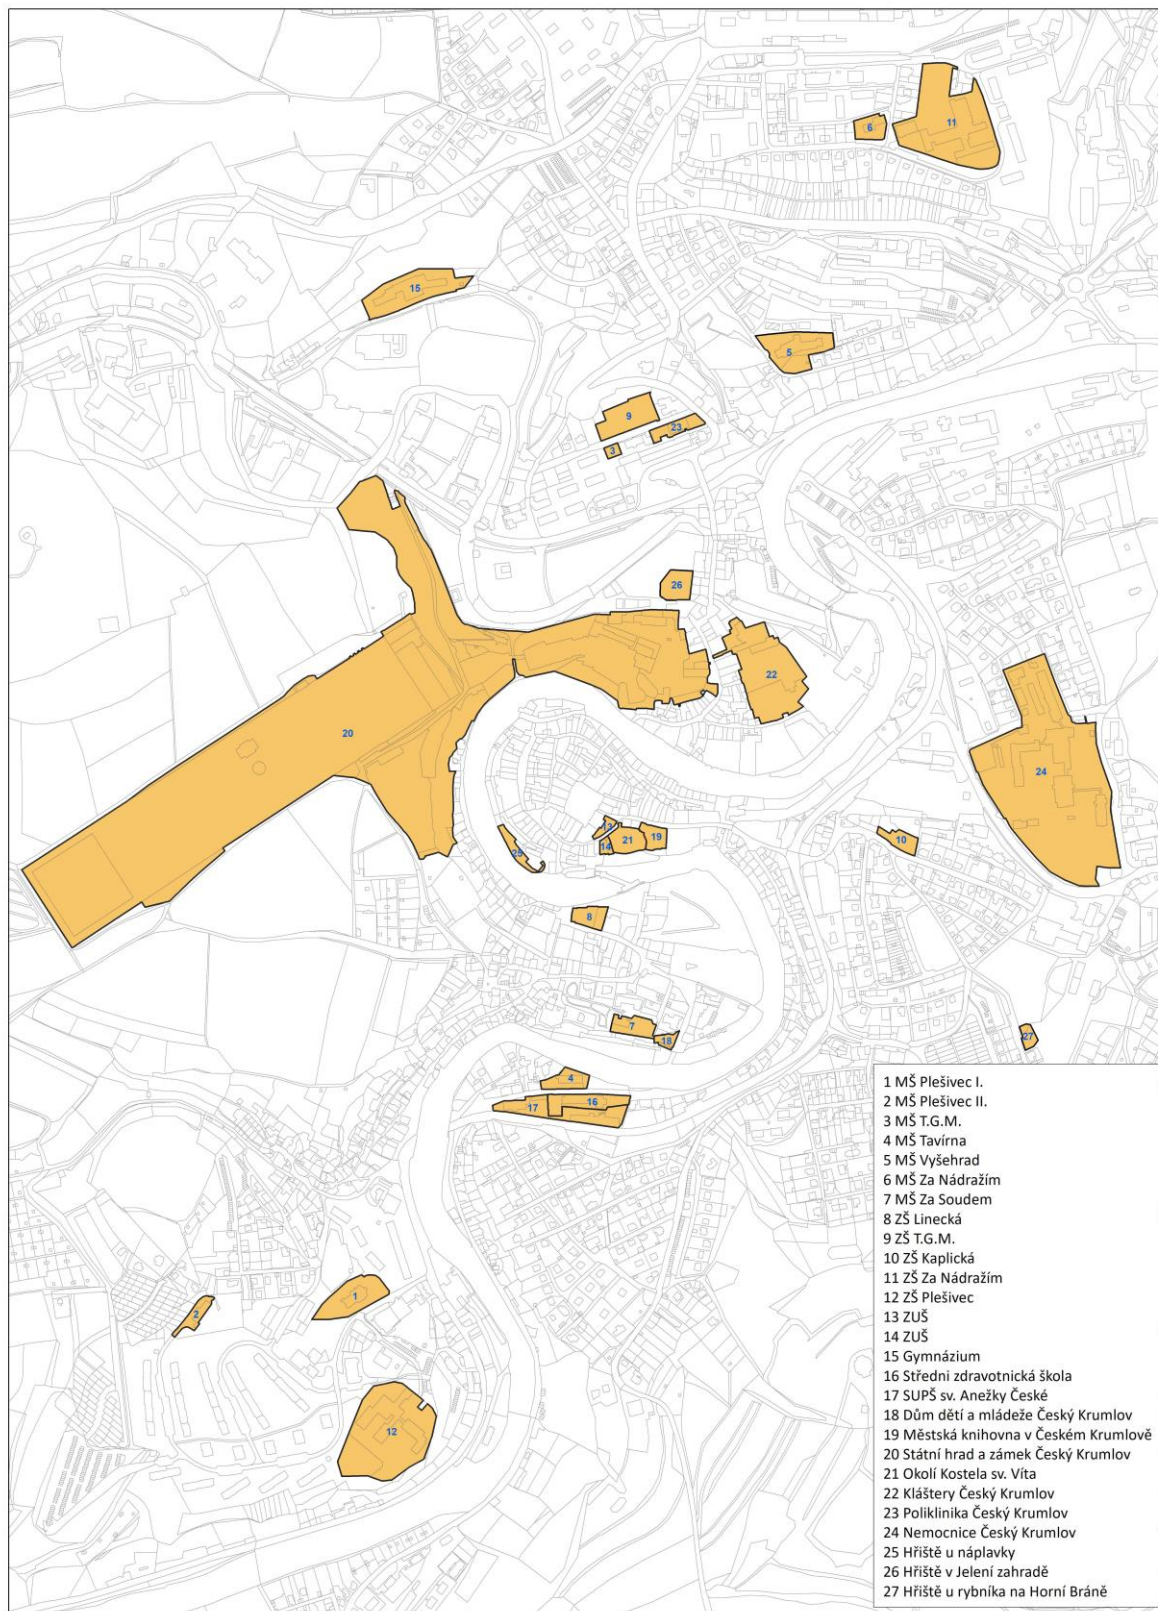 11
6
15
5
9
23
3
26
22
20
24
13
21
19
14
25
10
8
7
18
27
4
16
17
2
1
12
1 MŠ Plešivec I.
2 MŠ Plešivec II.
3 MŠ T.G.M.
4 MŠ Tavírna
5 MŠ Vyšehrad
6 MŠ Za Nádražím
7 MŠ Za Soudem
8 ZŠ Linecká
9 ZŠ T.G.M.
10 ZŠ Kaplická
11 ZŠ Za Nádražím
12 ZŠ Plešivec
13 ZUŠ
14 ZUŠ
15 Gymnázium
16 Středni zdravotnická škola
17 SUPŠ sv. Anežky České
18 Dům dětí a mládeže Český Krumlov
19 Městská knihovna v Českém Krumlově
20 Státní hrad a zámek Český Krumlov
21 Okolí Kostela sv. Víta
22 Kláštery Český Krumlov
23 Poliklinika Český Krumlov
24 Nemocnice Český Krumlov
25 Hřiště u náplavky
26 Hřiště v Jelení zahradě
27 Hřiště u rybníka na Horní Bráně